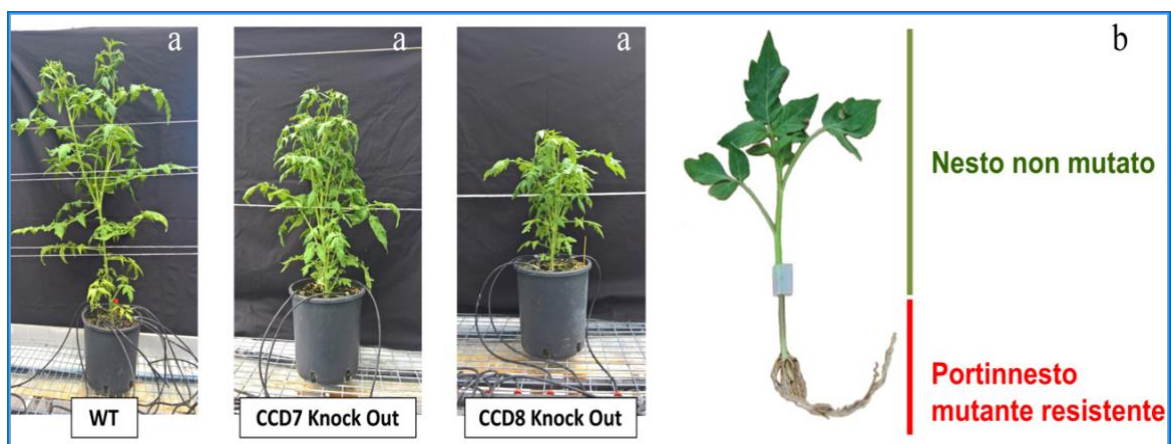 a
a
a
b
WT
CCD7 Knock Out
CCD8 Knock Out
Nesto non mutato
Portinnesto
mutante resistente